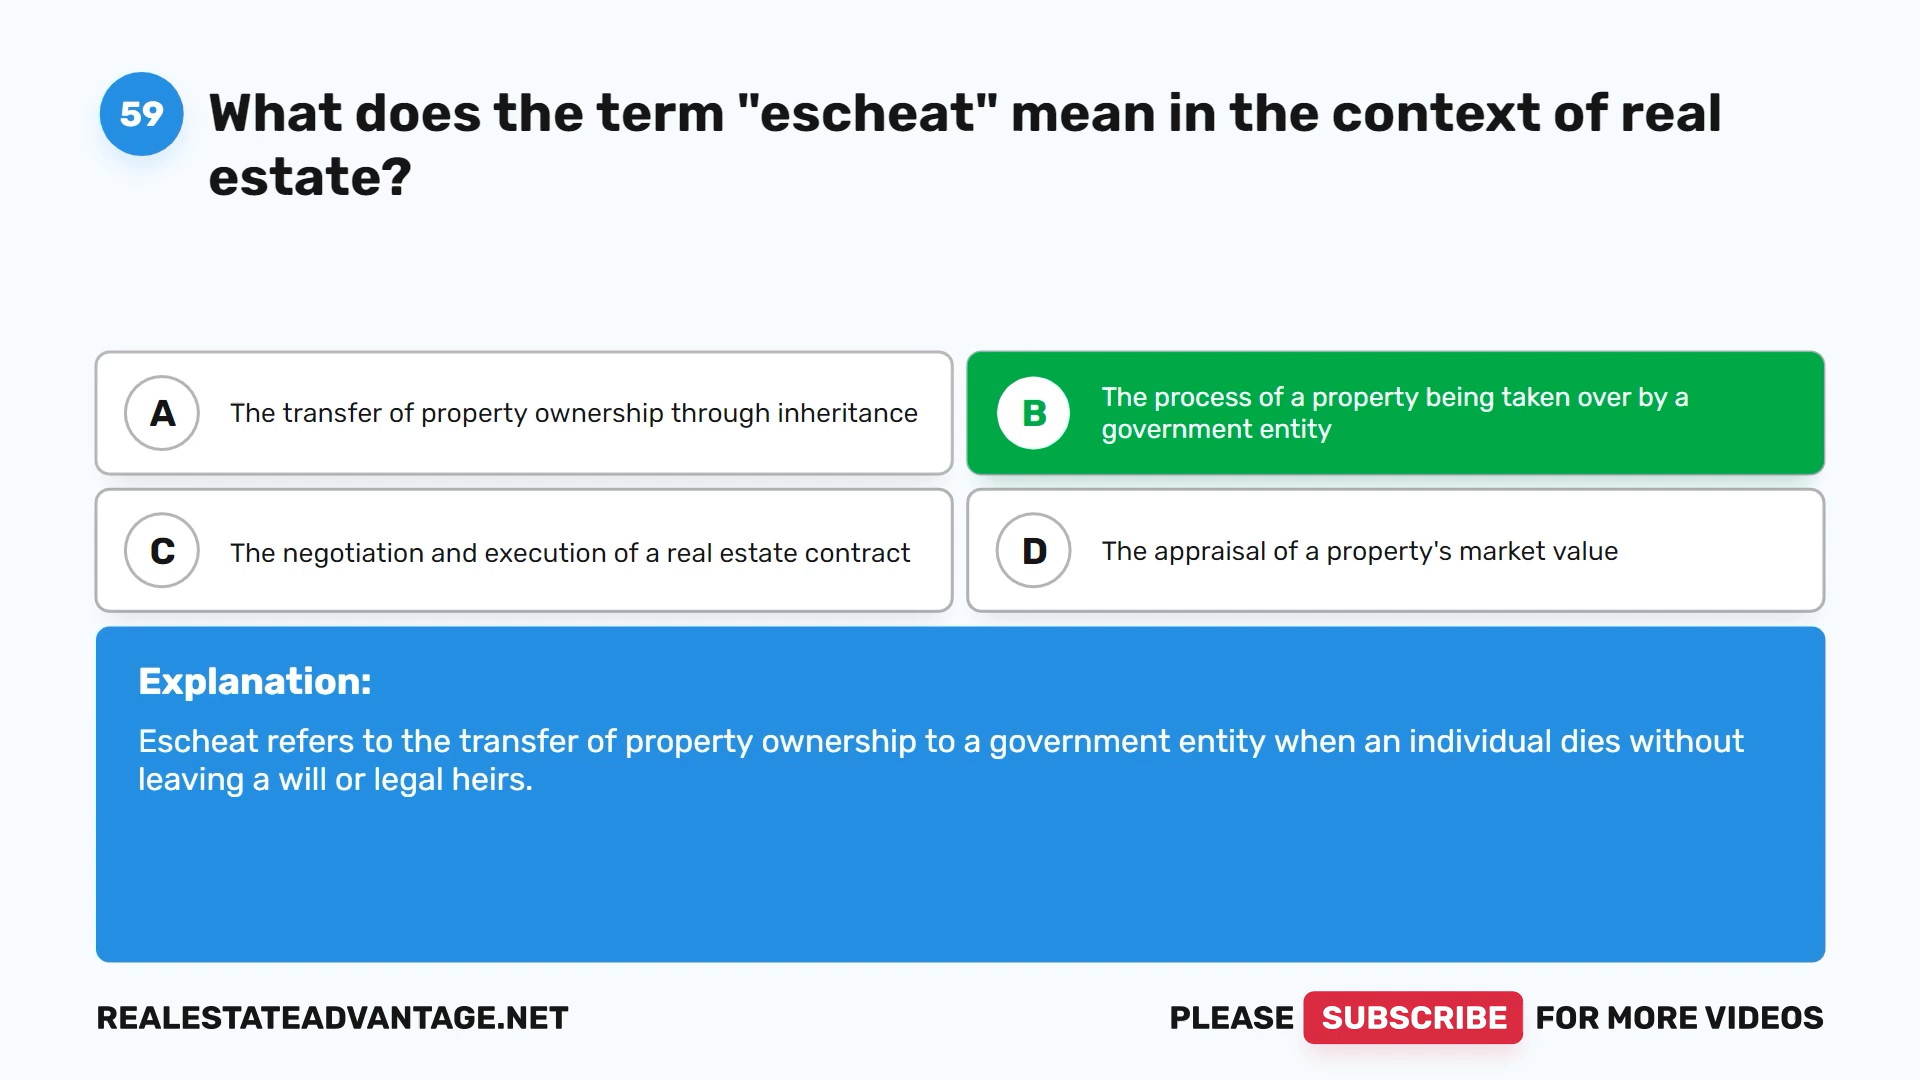 59
What does the term "escheat" mean in the context of real
estate?
A
The transfer of property ownership through inheritance
B
The process of a property being taken over by a
government entity
C
The negotiation and execution of a real estate contract
D
The appraisal of a property's market value
Explanation:
Escheat refers to the transfer of property ownership to a government entity when an individual dies without
leaving a will or legal heirs.
REALESTATEADVANTAGE.NET
PLEASE SUBSCRIBE FOR MORE VIDEOS